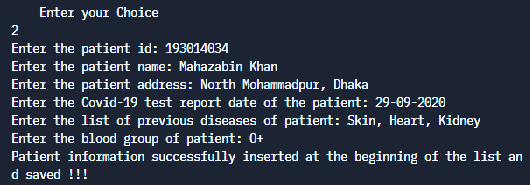 Enter your Choice
2
Enter the patient id: 193014034
Enter the patient name: Mahazabin Khan
Enter the patient address: North Mohammadpur, Dhaka
Enter the Covid-19 test report date of the patient: 29-09-2020
Enter the list of previous diseases of patient: Skin, Heart, Kidney
Enter the blood group of patient: O+
Patient information successfully inserted at the beginning of the list an
d saved !!!